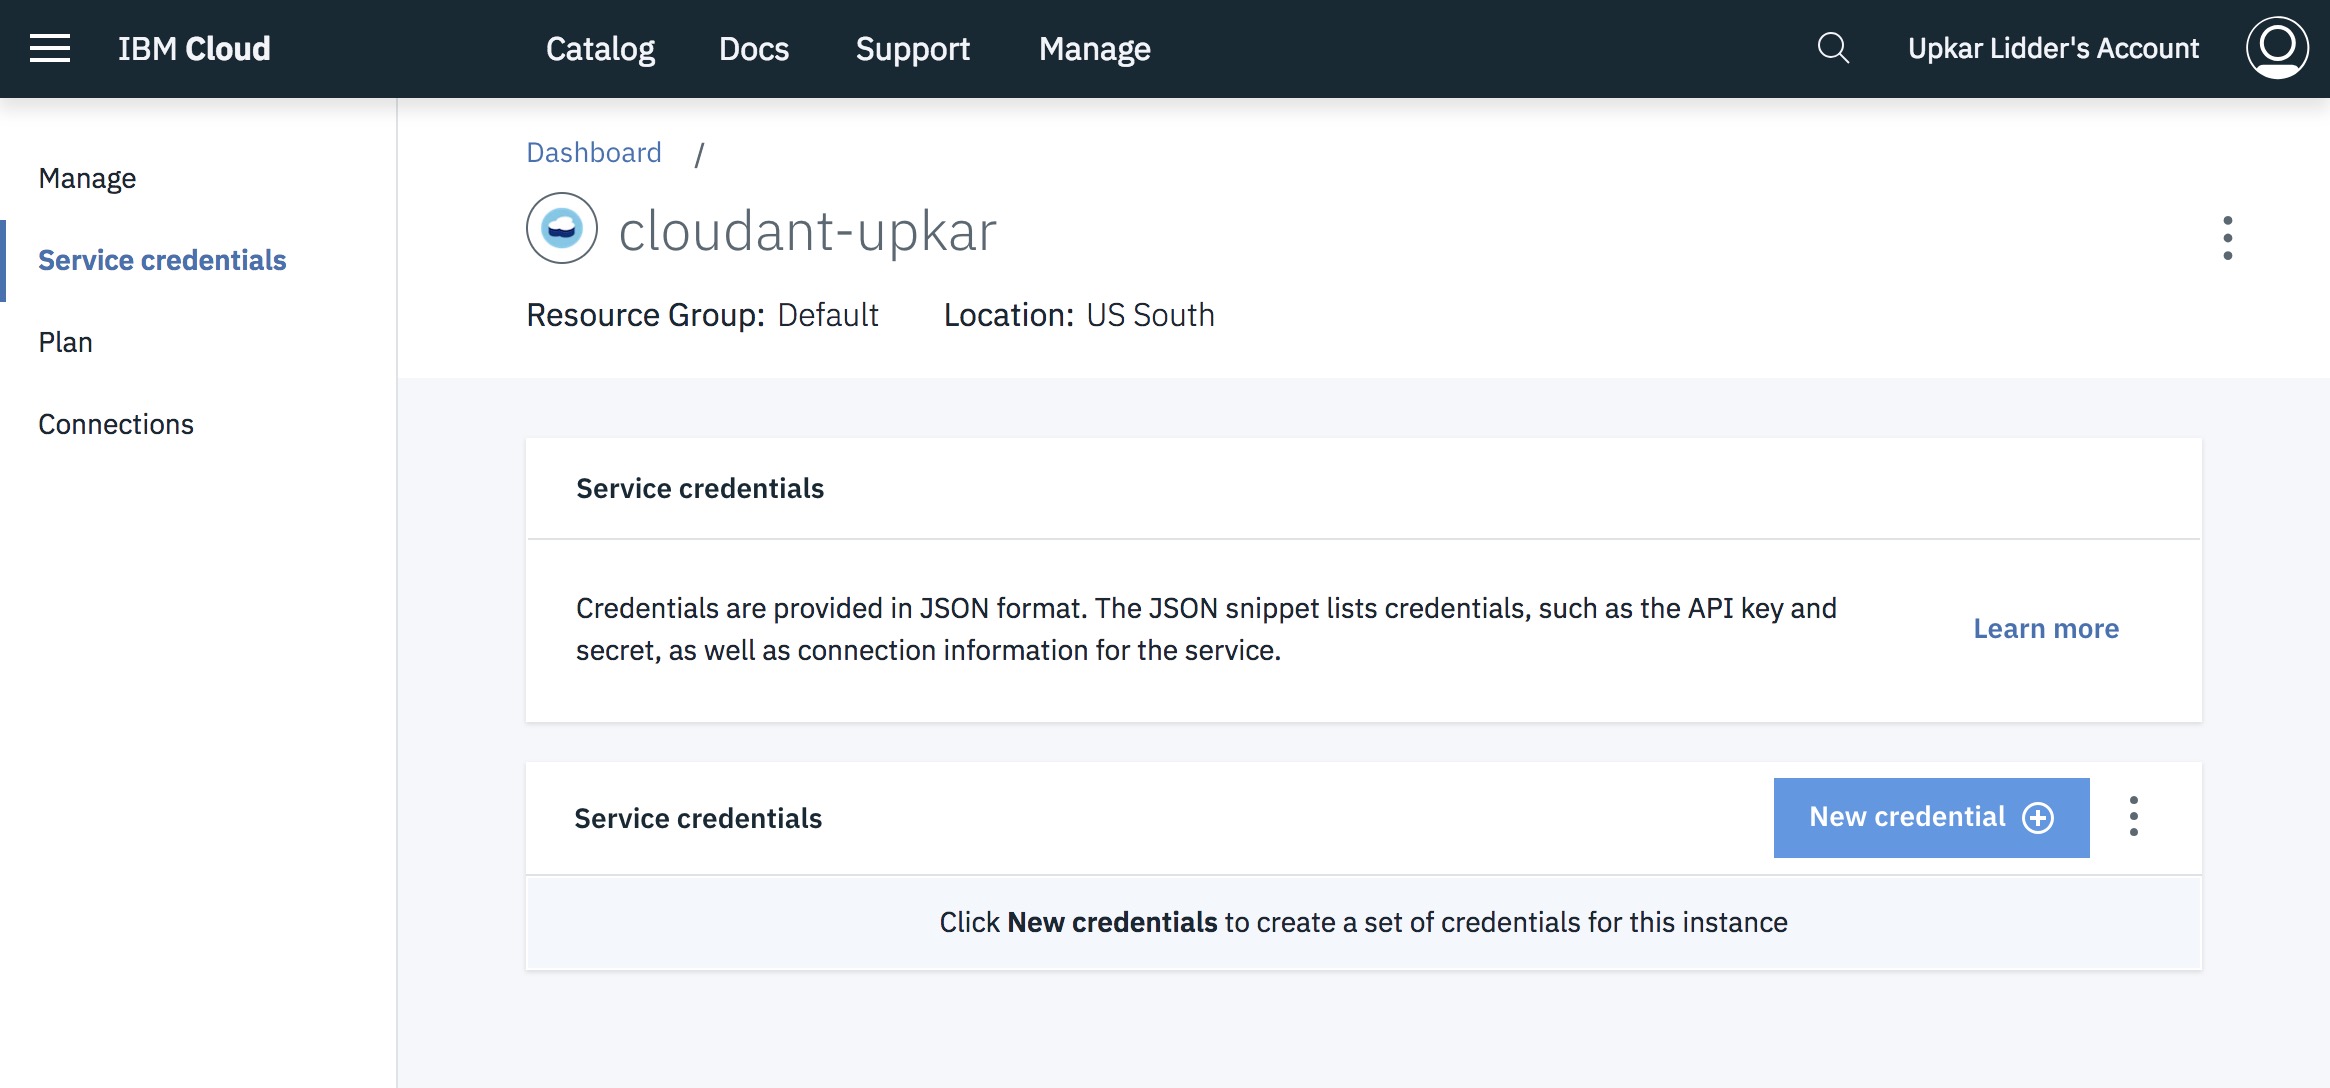 IBM Cloud
Catalog
Docs
Support
Manage
Upkar Lidder's Account
Manage
Service credentials
Plan
Connections
Dashboard /
cloudant-upkar
Resource Group: Default
Location: US South
Service credentials
Credentials are provided in JSON format. The JSON snippet lists credentials, such as the API key and
secret, as well as connection information for the service.
Learn more
Service credentials
New credential
Click New credentials to create a set of credentials for this instance